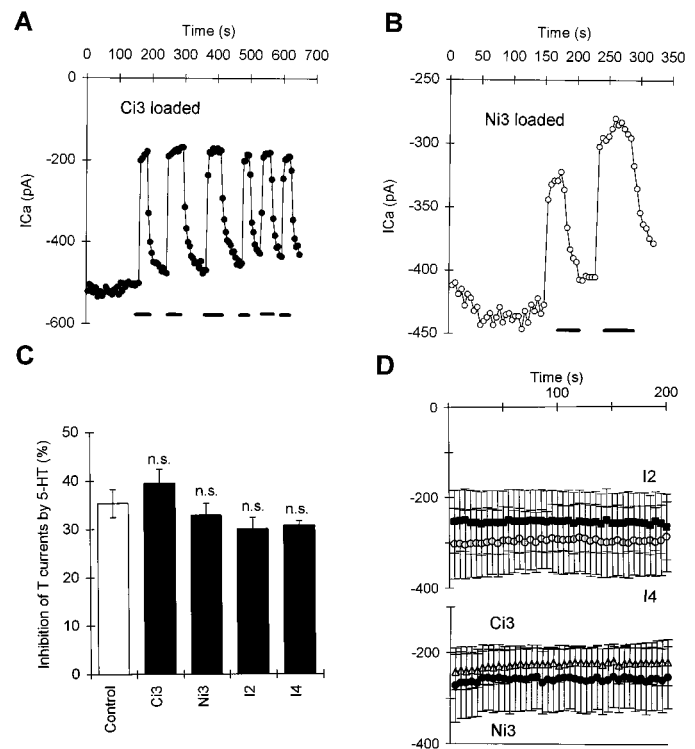 A
Time (s)
0 100 200 300 400 500 600 700
0
-200
-400
-600
ICa (pA)
Ci3 loaded
B
Time (s)
0 50 100 150 200 250 300 350
-250
-300
-350
-400
-450
ICa (pA)
Ni3 loaded
C
Inhibition of T currents by 5-HT (%)
50
40
30
20
10
0
n.s.
n.s.
n.s.
n.s.
Control
Ci3
Ni3
I2
I4
D
Time (s)
100 200
0
-200
-400
I2
I4
-200
-400
Ci3
Ni3